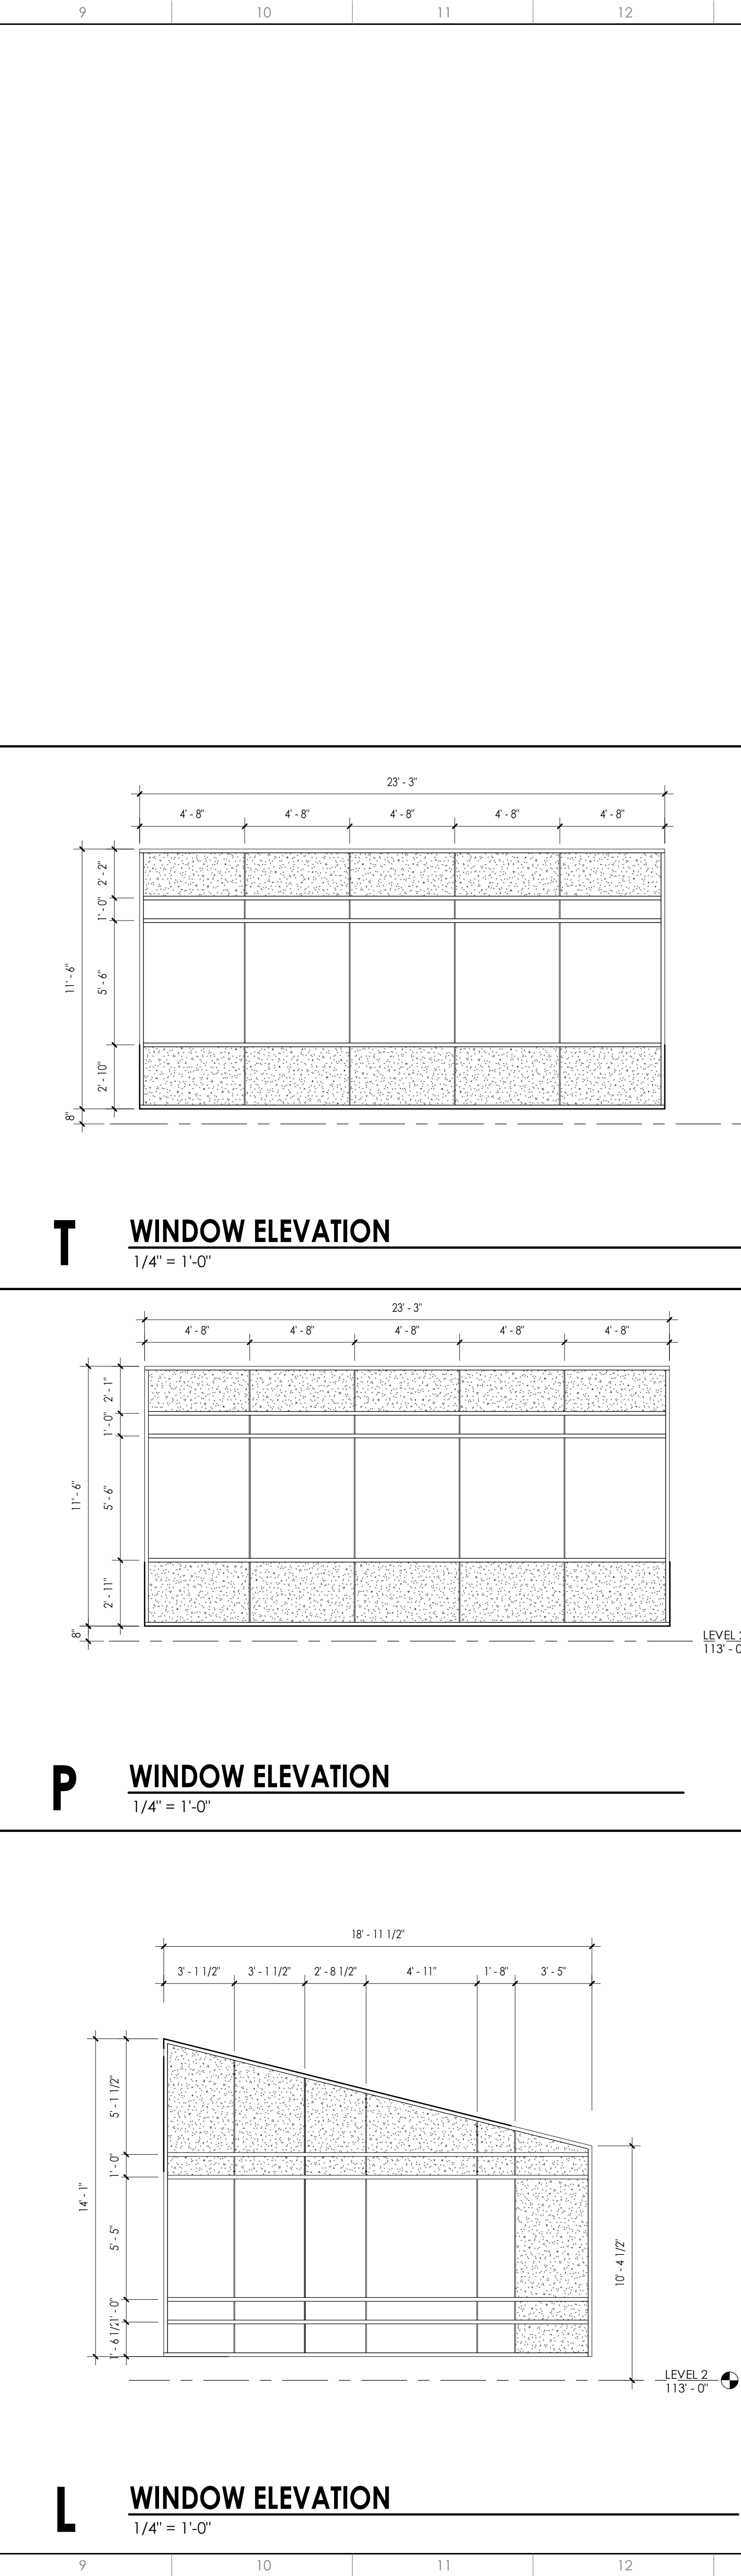 9 10 11 12
23' - 3"
4' - 8" 4' - 8" 4' - 8" 4' - 8" 4' - 8"
2' - 2"
1' - 0"
5' - 6"
11' - 6"
2' - 10"
8"
T WINDOW ELEVATION
1/4" = 1'-0"
23' - 3"
4' - 8" 4' - 8" 4' - 8" 4' - 8" 4' - 8"
2' - 1"
1' - 0"
5' - 6"
11' - 6"
2' - 11"
8"
LEVEL
113' - 0
P WINDOW ELEVATION
1/4" = 1'-0"
18' - 11 1/2"
3' - 1 1/2" 3' - 1 1/2" 2' - 8 1/2" 4' - 11" 1' - 8" 3' - 5"
5' - 1 1/2"
1' - 0"
14' - 1"
5' - 5"
10' - 4 1/2"
1' - 0"
1' - 6 1/2"
LEVEL 2
113' - 0"
L WINDOW ELEVATION
1/4" = 1'-0"
9 10 11 12